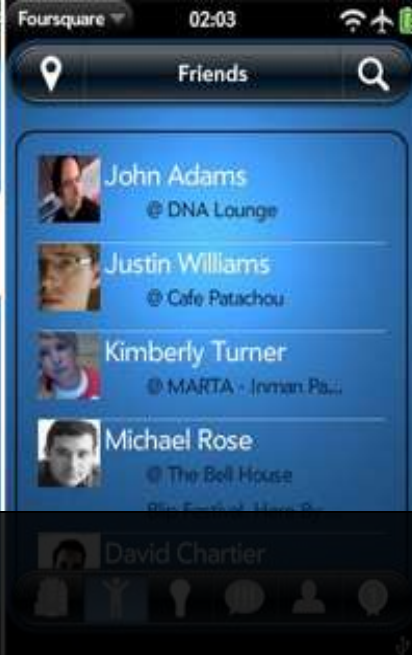 Foursquare
02:03
Friends
John Adams
@ DNA Lounge
Justin Williams
@ Cafe Patachou
Kimberly Turner
@ MARTA - Inman Pa...
Michael Rose
@ The Bell House
David Chartier